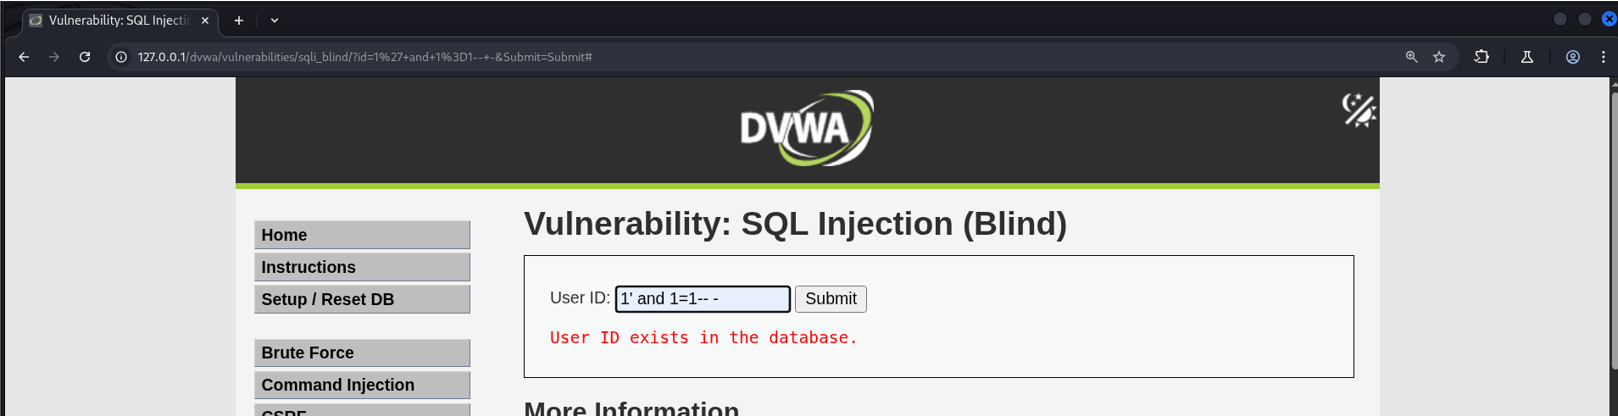 Vulnerability: SQL Injectic
127.0.0.1/dvwa/vulnerabilities/sqli_blind/?id=1%27+and+1%3D1--+-&Submit=Submit#
DVWA
Home
Instructions
Setup / Reset DB
Brute Force
Command Injection
CSRF
Vulnerability: SQL Injection (Blind)
User ID: 1' and 1=1-- - Submit
User ID exists in the database.
More Information